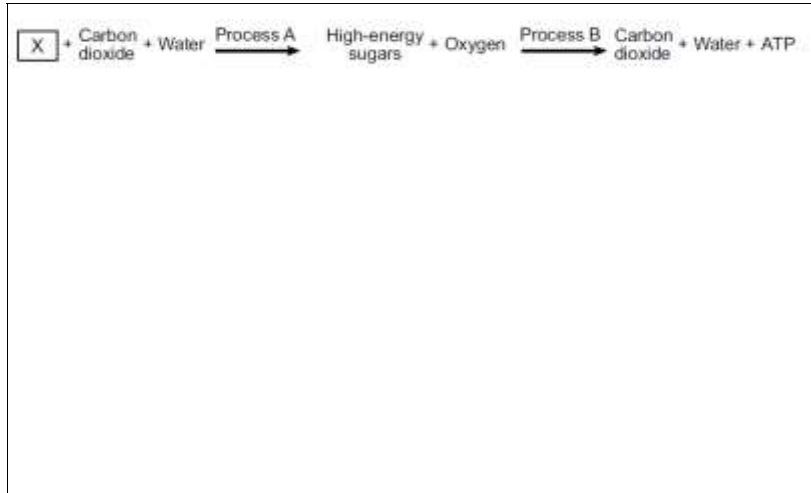 X + Carbon dioxide + Water Process A High-energy sugars + Oxygen Process B Carbon dioxide + Water + ATP